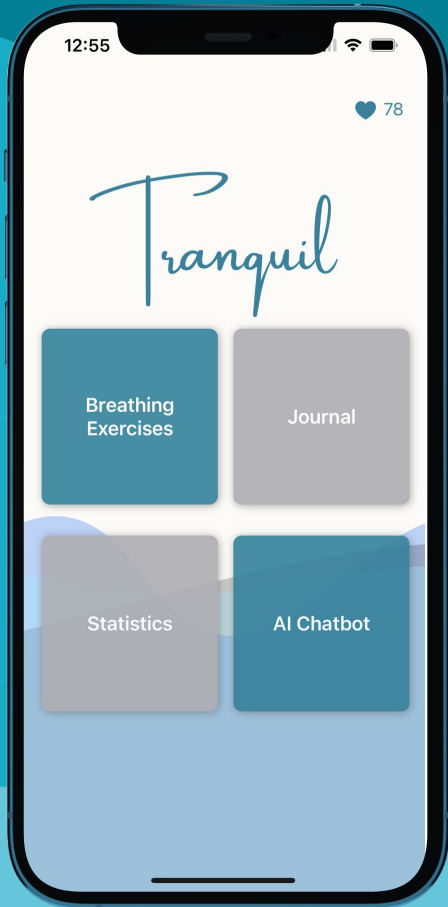 12:55
78
Tranquil
Breathing
Exercises
Journal
Statistics
AI Chatbot